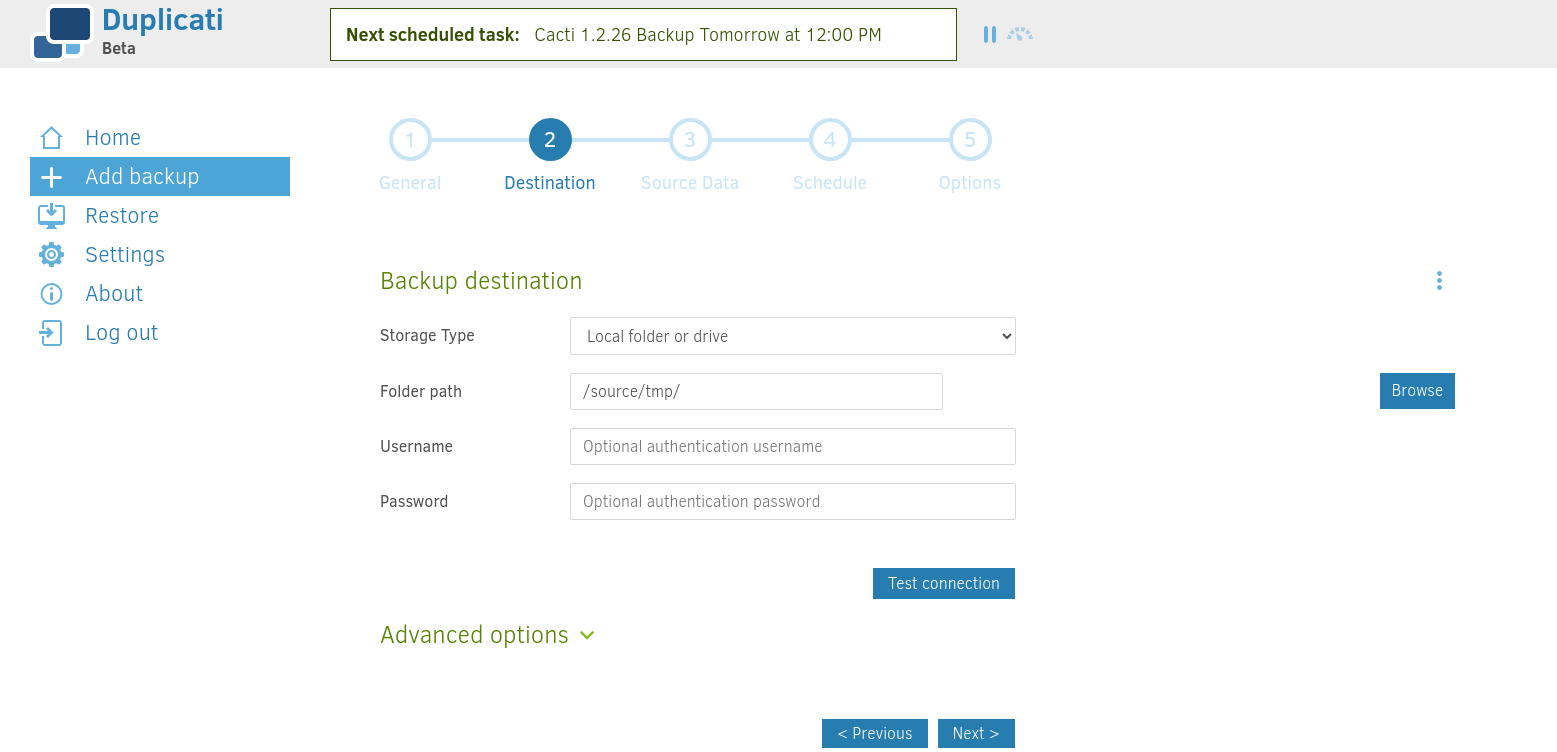 Duplicati
Beta
Next scheduled task: Cacti 1.2.26 Backup Tomorrow at 12:00 PM
Home
Add backup
Restore
Settings
About
Log out
1 2 3 4 5
General Destination Source Data Schedule Options
Backup destination
Storage Type Local folder or drive
Folder path /source/tmp/ Browse
Username Optional authentication username
Password Optional authentication password
Test connection
Advanced options
< Previous Next >